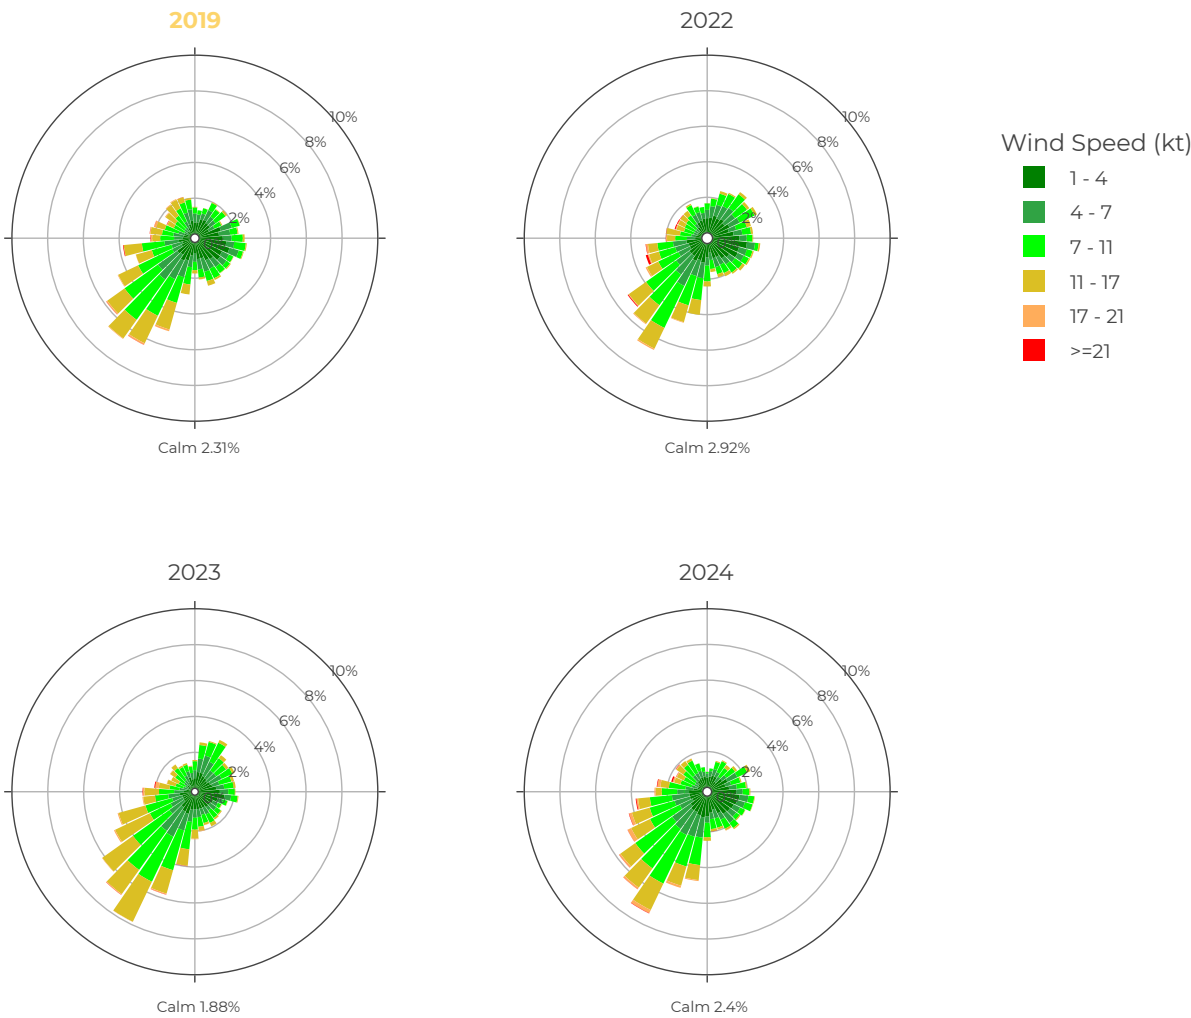 2019
2022
10%
8%
6%
4%
2%
10%
8%
6%
4%
2%
Wind Speed (kt)
1 - 4
4 - 7
7 - 11
11 - 17
17 - 21
>=21
Calm 2.31%
Calm 2.92%
2023
2024
10%
8%
6%
4%
2%
10%
8%
6%
4%
2%
Calm 1.88%
Calm 2.4%